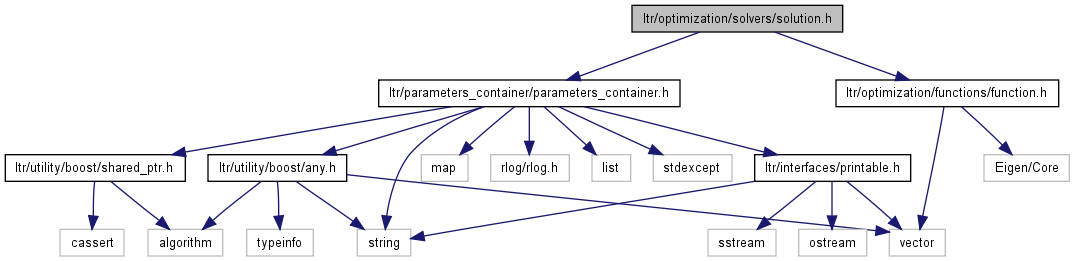 ltr/optimization/solvers/solution.h
ltr/parameters_container/parameters_container.h
ltr/optimization/functions/function.h
ltr/utility/boost/shared_ptr.h
ltr/utility/boost/any.h
map
rlog/rlog.h
list
stdexcept
ltr/interfaces/printable.h
Eigen/Core
cassert
algorithm
typeinfo
string
sstream
ostream
vector